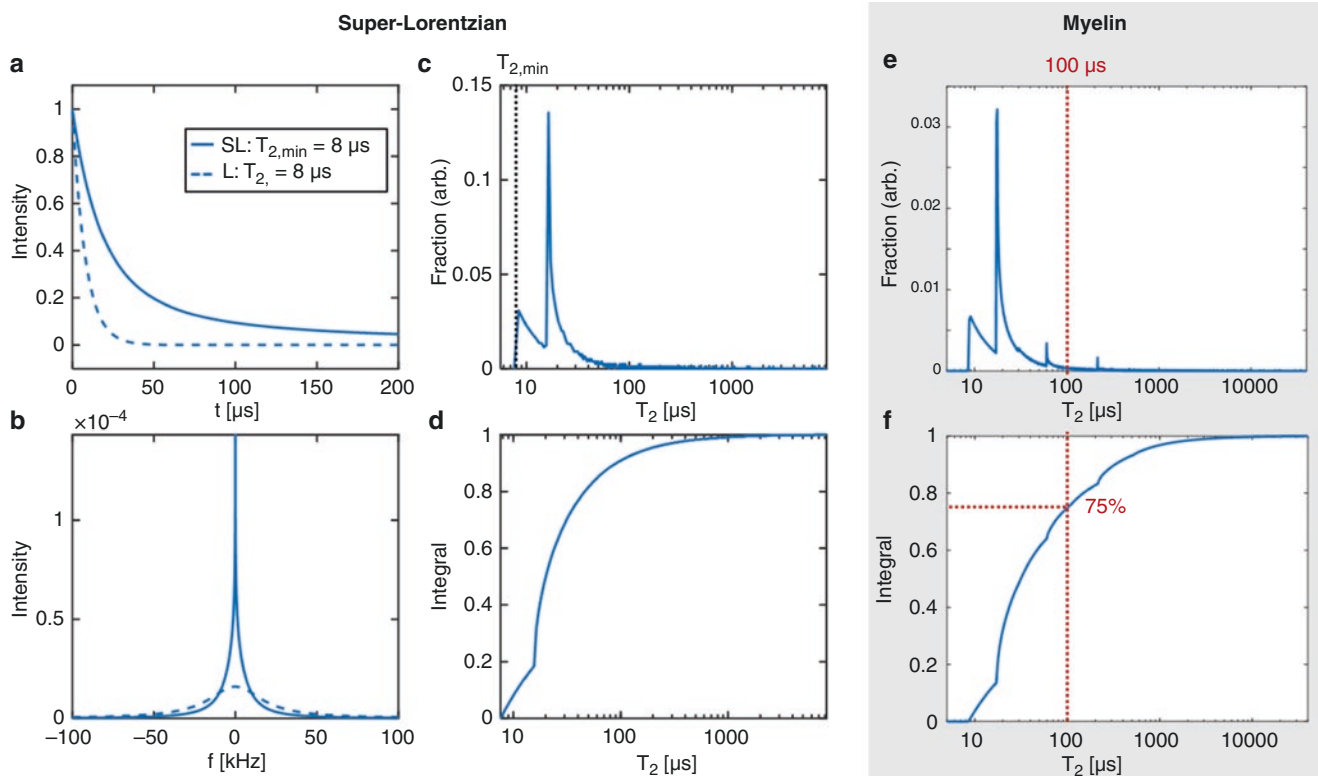 Super-Lorentzian
Myelin
a
Intensity
1
0.8
0.6
0.4
0.2
0
SL: T2,min = 8 µs
L: T2, = 8 µs
0 50 100 150 200
t [µs]
b
×10–4
Intensity
1
0.5
0
–100 –50 0 50 100
f [kHz]
c
T2,min
Fraction (arb.)
0.15
0.1
0.05
0
10 100 1000
T2 [µs]
d
Integral
1
0.8
0.6
0.4
0.2
0
10 100 1000
T2 [µs]
e
100 µs
Fraction (arb.)
0.03
0.02
0.01
0
10 100 1000 10000
T2 [µs]
f
Integral
1
0.8
0.6
0.4
0.2
0
75%
10 100 1000 10000
T2 [µs]